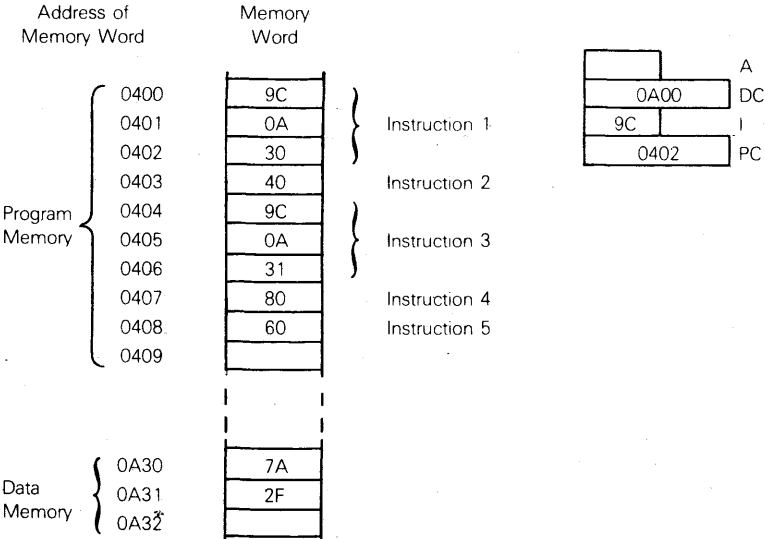 Address of Memory
Memory Word Word
A
0400 9C 0A00 DC
0401 0A Instruction 1 9C I
0402 30 0402 PC
0403 40 Instruction 2
Program 0404 9C
Memory 0405 0A Instruction 3
0406 31
0407 80 Instruction 4
0408 60 Instruction 5
0409
0A30 7A
Data 0A31 2F
Memory 0A32